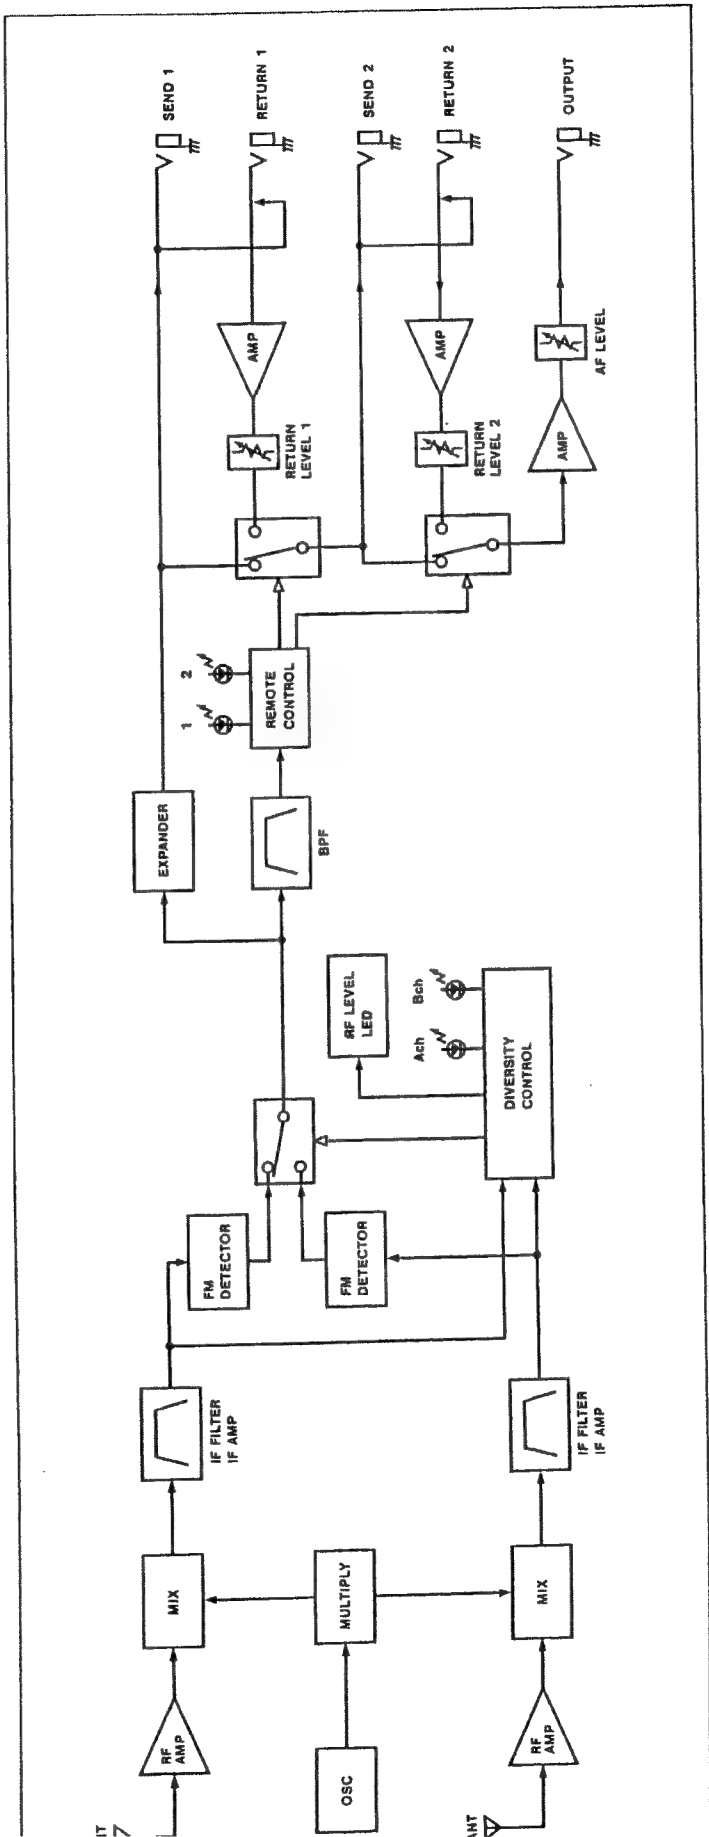 SEND 1
RETURN 1
SEND 2
RETURN 2
OUTPUT
AMP
AMP
AF LEVEL
RETURN
LEVEL 1
RETURN
LEVEL 2
AMP
1
2
REMOTE
CONTROL
EXPANDER
BPF
RF LEVEL
LED
Ach
Bch
DIVERSITY
CONTROL
FM
DETECTOR
FM
DETECTOR
IF FILTER
IF AMP
IF FILTER
IF AMP
MIX
MULTIPLY
MIX
RF
AMP
OSC
RF
AMP
ANT